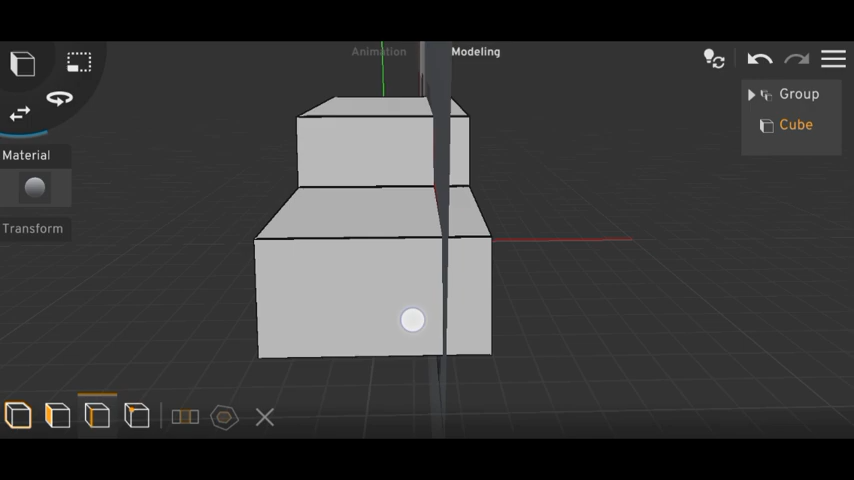 Animation
Modeling
Group
Cube
Material
Transform